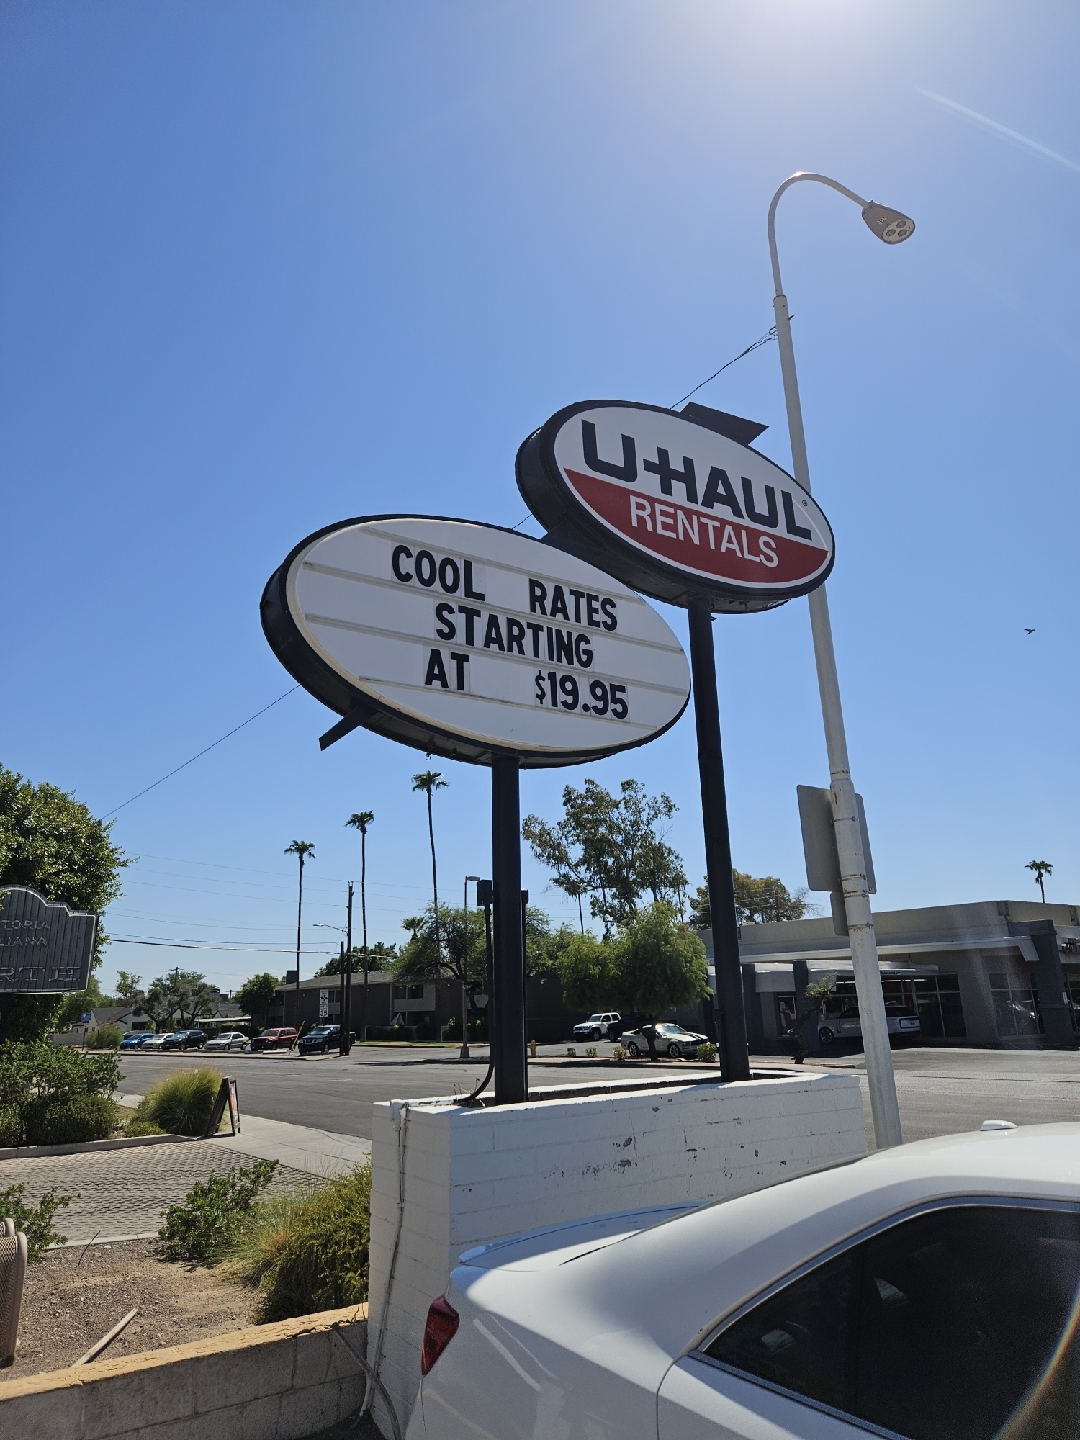 U-HAUL
RENTALS
COOL RATES
STARTING
AT $19.95